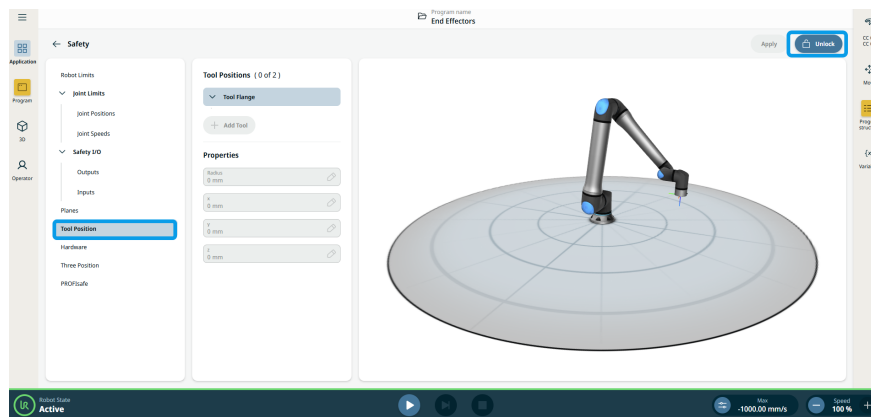 Program name
End Effectors
Safety
Apply
Unlock
Application
Program
3D
Operator
Robot Limits
Joint Limits
Joint Positions
Joint Speeds
Safety I/O
Outputs
Inputs
Planes
Tool Position
Hardware
Three Position
PROFIsafe
Tool Positions ( 0 of 2 )
Tool Flange
Add Tool
Properties
Radius
0 mm
X
0 mm
Y
0 mm
Z
0 mm
Robot State
Active
Max
-1000.00 mm/s
Speed
100 %